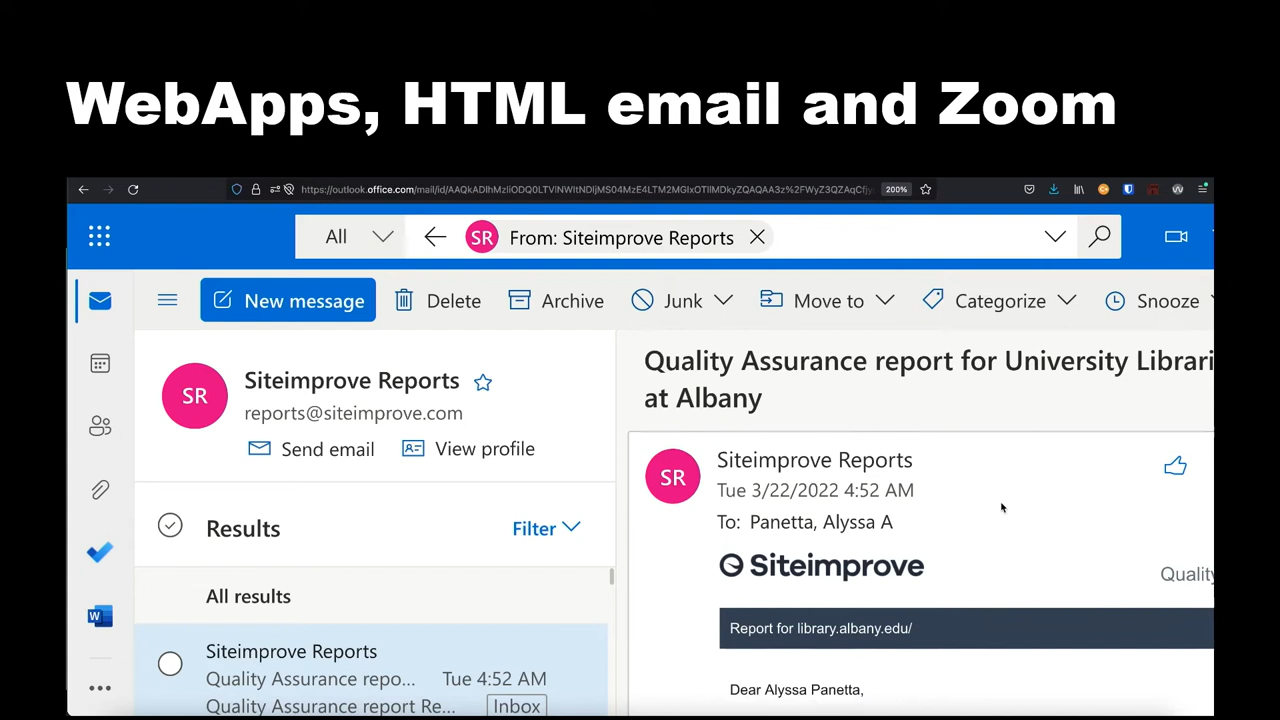 WebApps, HTML email and Zoom
200%
All
SR From: Siteimprove Reports
New message
Delete
Archive
Junk
Move to
Categorize
Snooze
SR
Siteimprove Reports
reports@siteimprove.com
Send email
View profile
Results
Filter
All results
Siteimprove Reports
Quality Assurance repo... Tue 4:52 AM
Quality Assurance report Re... Inbox
Quality Assurance report for University Librari
at Albany
SR
Siteimprove Reports
Tue 3/22/2022 4:52 AM
To: Panetta, Alyssa A
Siteimprove
Quality
Report for library.albany.edu/
Dear Alyssa Panetta,
W